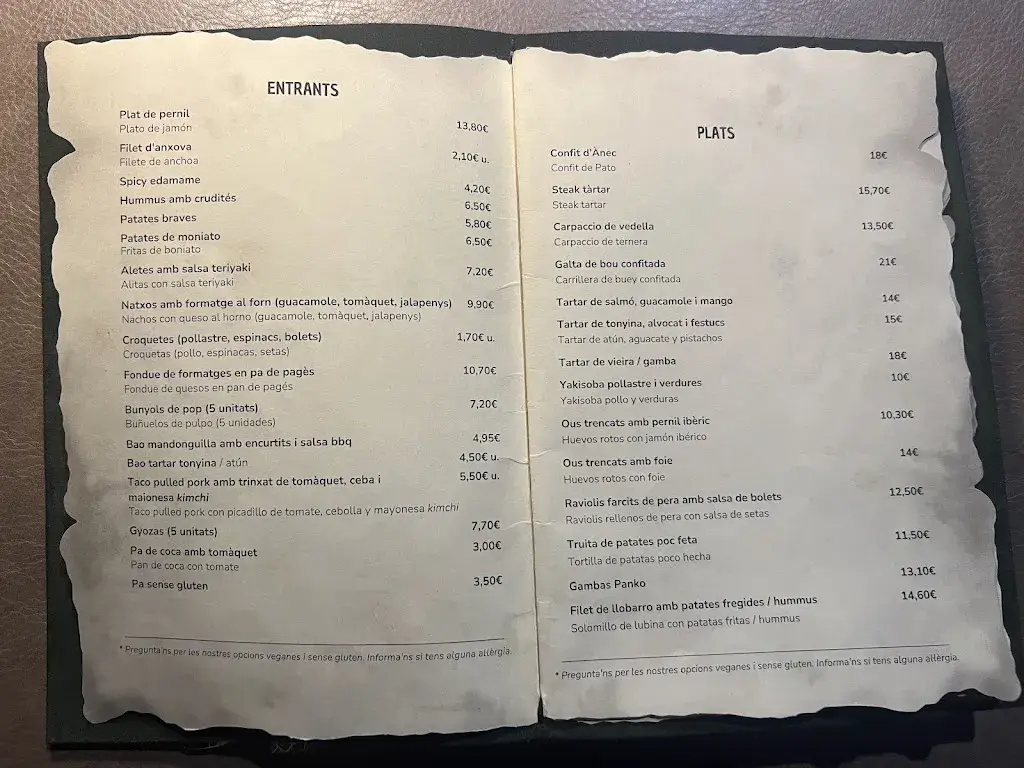 ENTRANTS
Plat de pernil
Plato de jamón 13,80€
Filet d'anxova
Filete de anchoa 2,10€ u.
Spicy edamame 4,20€
Hummus amb crudités 6,50€
Patates braves 5,80€
Patates de moniato 6,50€
Fritas de boniato
Aletes amb salsa teriyaki 7,20€
Alitas con salsa teriyaki
Natxos amb formatge al forn (guacamole, tomàquet, jalapenys) 9,90€
Nachos con queso al horno (guacamole, tomàquet, jalapenys)
Croquetes (pollastre, espinacs, bolets) 1,70€ u.
Croquetas (pollo, espinacas, setas)
Fondue de formatges en pa de pagès 10,70€
Fondue de quesos en pan de pagés
Bunyols de pop (5 unitats) 7,20€
Buñuelos de pulpo (5 unidades)
Bao mandonguilla amb encurtits i salsa bbq 4,95€
Bao tartar tonyina / atún 4,50€ u.
Taco pulled pork amb trinxat de tomàquet, ceba i 5,50€ u.
maionesa kimchi
Taco pulled pork con picadillo de tomate, cebolla y mayonesa kimchi
Gyozas (5 unitats) 7,70€
Pa de coca amb tomàquet 3,00€
Pan de coca con tomate
Pa sense gluten 3,50€
* Pregunta'ns per les nostres opcions veganes i sense gluten. Informa'ns si tens alguna al·lèrgia.
PLATS
Confit d'Ànec 18€
Confit de Pato
Steak tàrtar 15,70€
Steak tartar
Carpaccio de vedella 13,50€
Carpaccio de ternera
Galta de bou confitada 21€
Carrillera de buey confitada
Tartar de salmó, guacamole i mango 14€
Tartar de tonyina, alvocat i festucs 15€
Tartar de atún, aguacate y pistachos
Tartar de vieira / gamba 18€
Yakisoba pollastre i verdures 10€
Yakisoba pollo y verduras
Ous trencats amb pernil ibèric 10,30€
Huevos rotos con jamón ibérico
Ous trencats amb foie 14€
Huevos rotos con foie
Raviolis farcits de pera amb salsa de bolets 12,50€
Raviolis rellenos de pera con salsa de setas
Truita de patates poc feta 11,50€
Tortilla de patatas poco hecha
Gambas Panko 13,10€
Filet de llobarro amb patates fregides / hummus 14,60€
Solomillo de lubina con patatas fritas / hummus
* Pregunta'ns per les nostres opcions veganes i sense gluten. Informa'ns si tens alguna al·lèrgia.